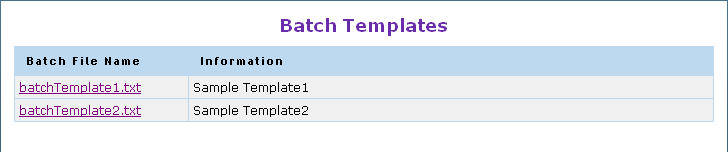 Batch Templates
Batch File Name Information
batchTemplate1.txt Sample Template1
batchTemplate2.txt Sample Template2